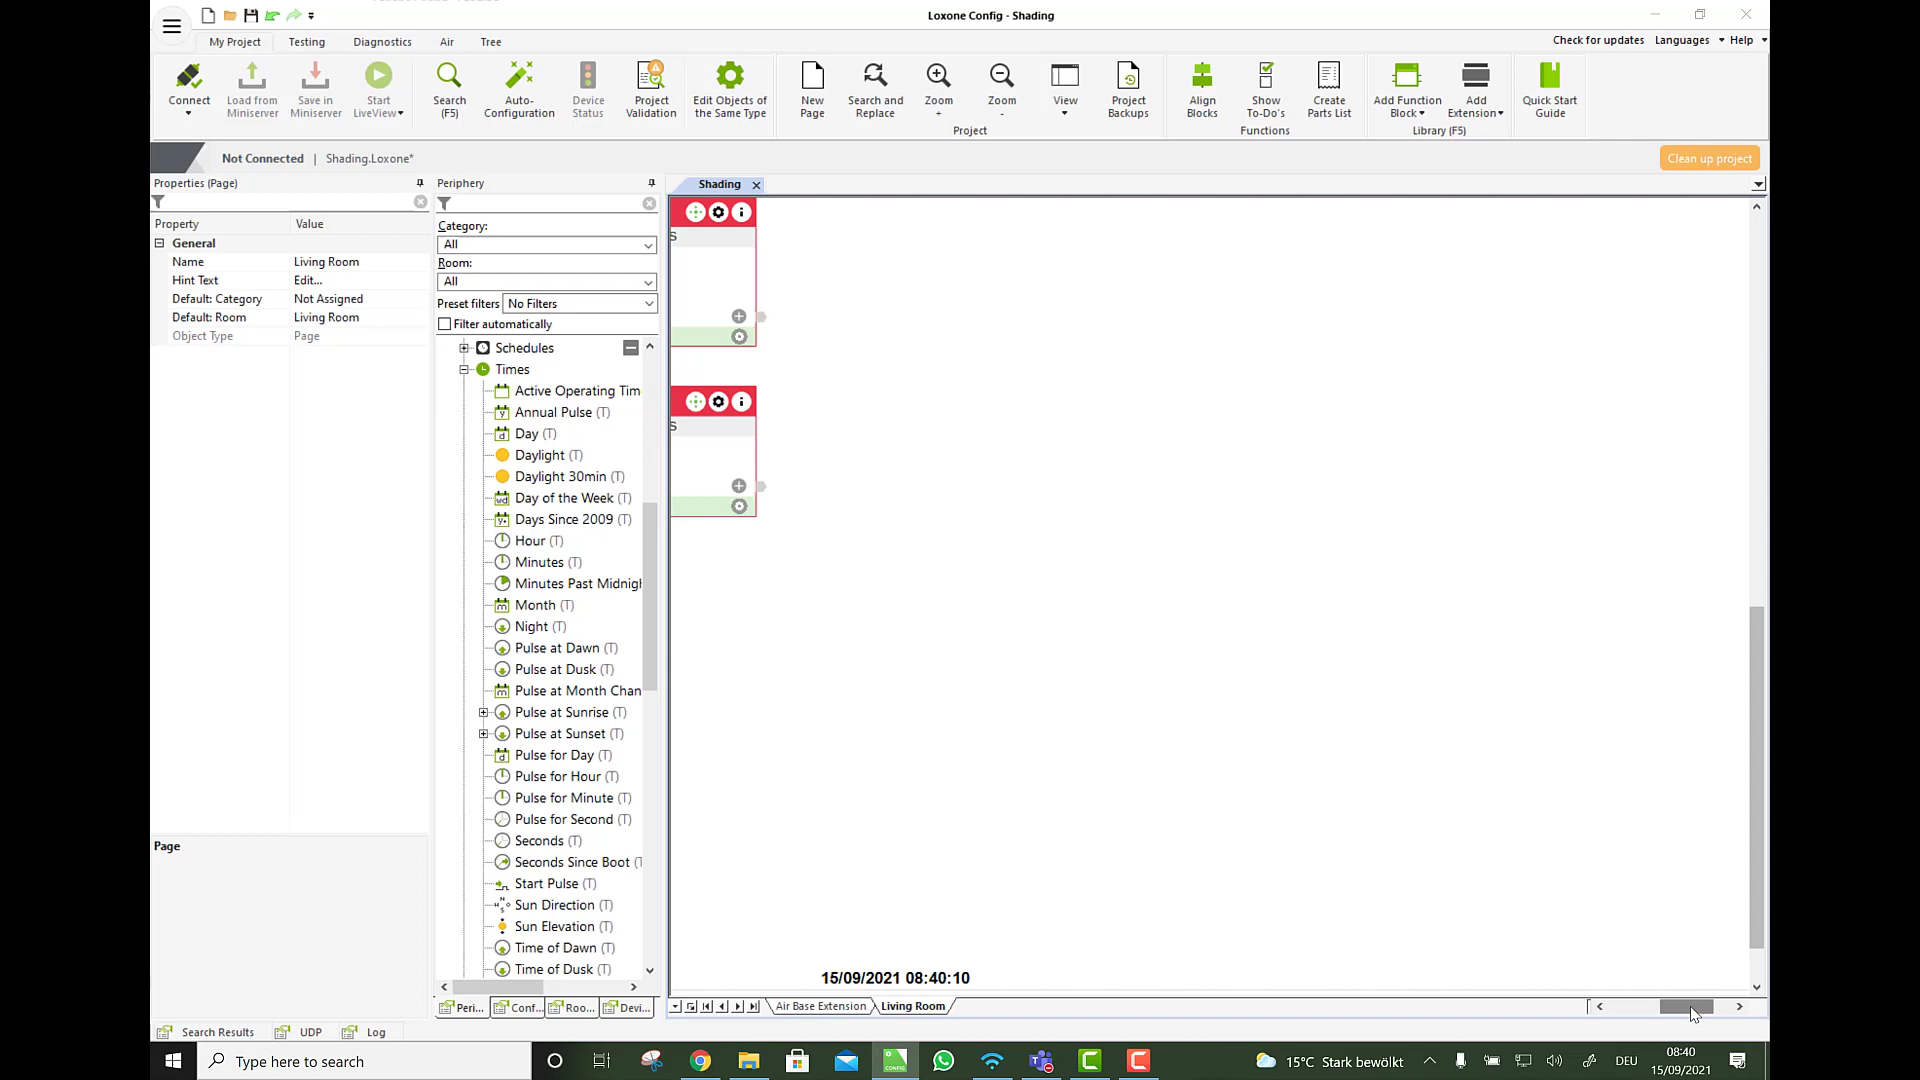 Loxone Config - Shading
My Project Testing Diagnostics Air Tree
Check for updates Languages Help
Connect
Load from Miniserver
Save in Miniserver
Start LiveView
Search (F5)
Auto-Configuration
Device Status
Project Validation
Edit Objects of the Same Type
New Page
Search and Replace
Zoom +
Zoom -
View
Project Backups
Align Blocks
Show To-Do's
Create Parts List
Add Function Block
Add Extension
Quick Start Guide
Project
Functions
Library (F5)
Not Connected | Shading.Loxone*
Clean up project
Properties (Page)
Property Value
General
Name Living Room
Hint Text Edit...
Default: Category Not Assigned
Default: Room Living Room
Object Type Page
Page
Periphery
Category:
All
Room:
All
Preset filters No Filters
Filter automatically
Schedules
Times
Active Operating Tim
Annual Pulse (T)
Day (T)
Daylight (T)
Daylight 30min (T)
Day of the Week (T)
Days Since 2009 (T)
Hour (T)
Minutes (T)
Minutes Past Midnigh
Month (T)
Night (T)
Pulse at Dawn (T)
Pulse at Dusk (T)
Pulse at Month Chan
Pulse at Sunrise (T)
Pulse at Sunset (T)
Pulse for Day (T)
Pulse for Hour (T)
Pulse for Minute (T)
Pulse for Second (T)
Seconds (T)
Seconds Since Boot (T
Start Pulse (T)
Sun Direction (T)
Sun Elevation (T)
Time of Dawn (T)
Time of Dusk (T)
Peri... Conf... Roo... Devi...
Shading
s
s
15/09/2021 08:40:10
Air Base Extension Living Room
Search Results UDP Log
Type here to search
CONFIG
15°C Stark bewölkt
DEU
08:40
15/09/2021